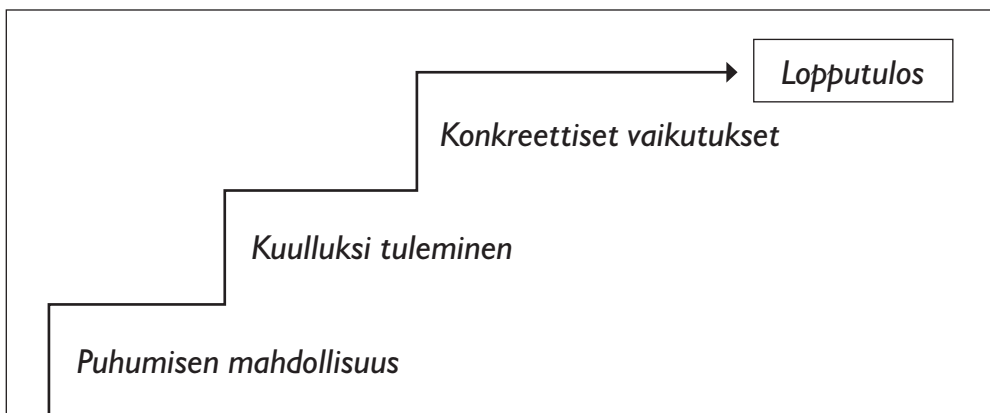 Lopputulos
Konkreettiset vaikutukset
Kuulluksi tuleminen
Puhumisen mahdollisuus